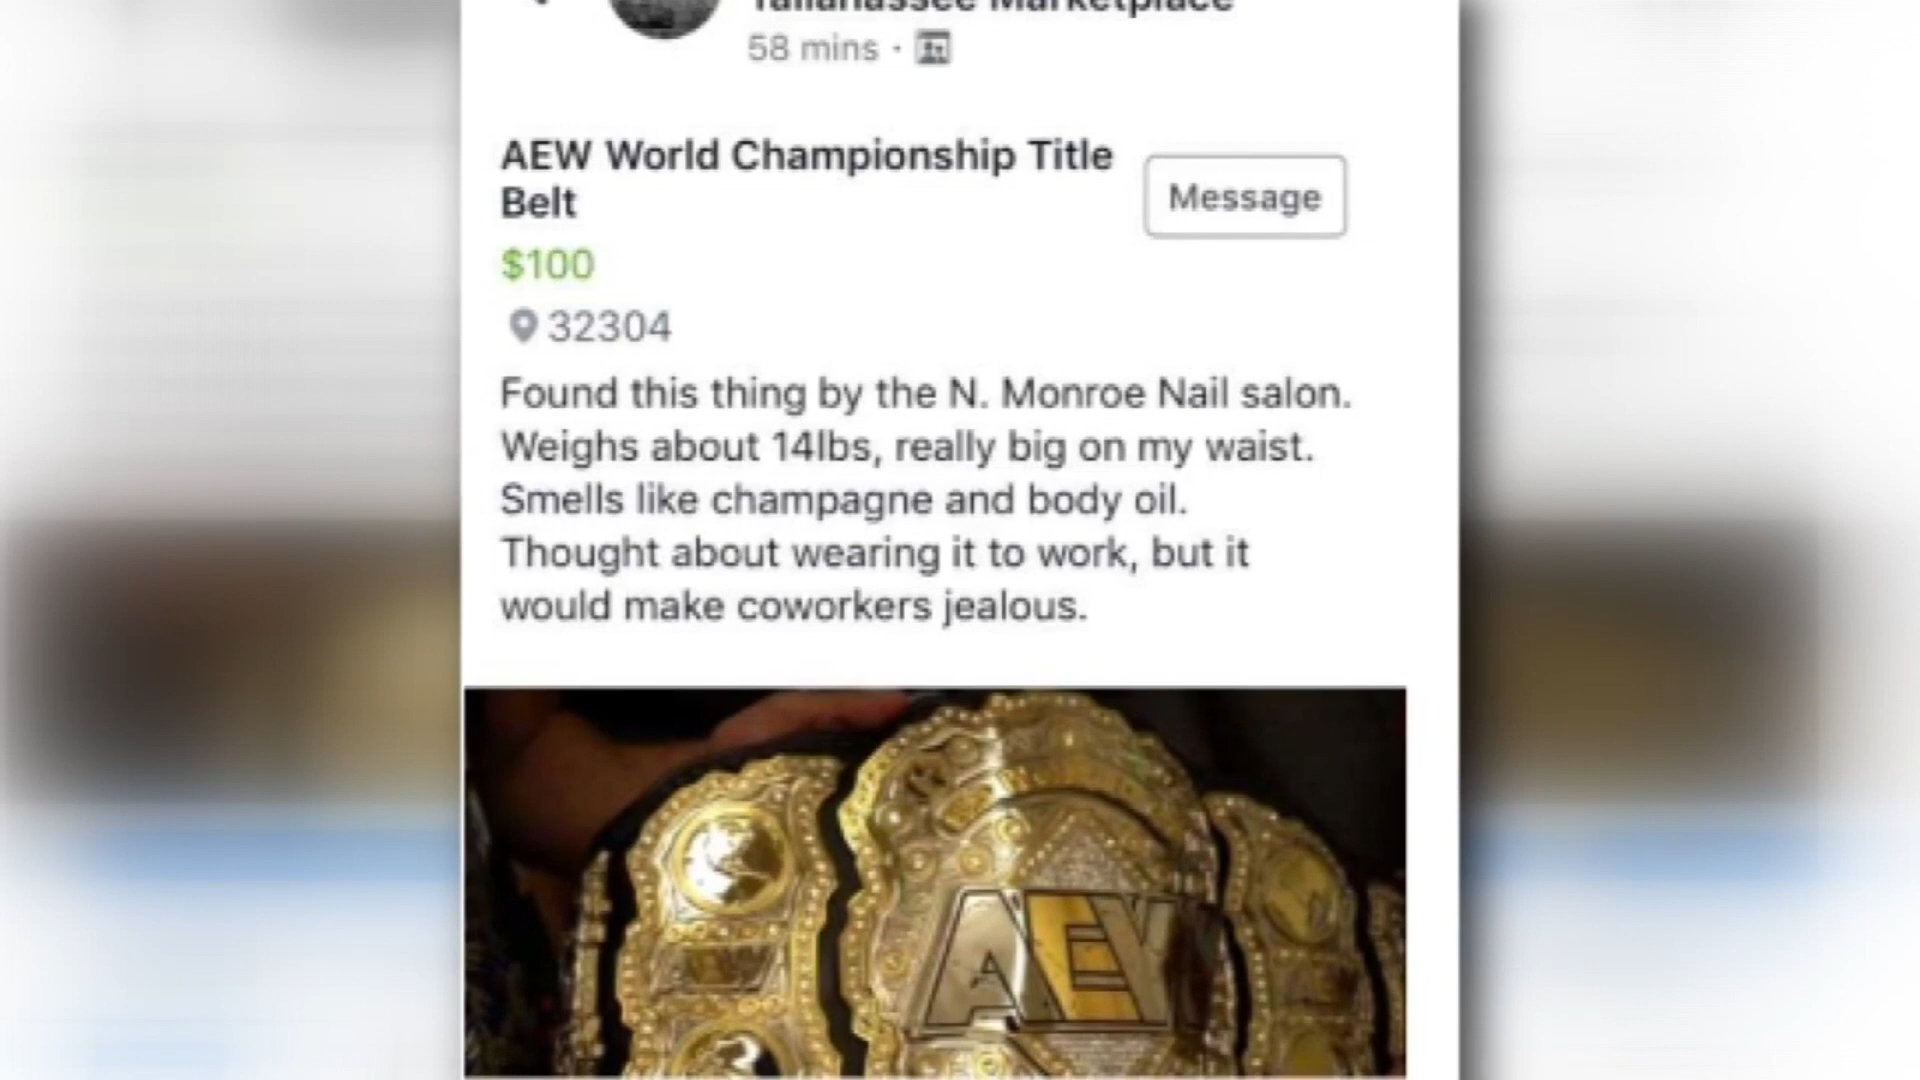 Tallahassee Marketplace
58 mins ·
AEW World Championship Title
Belt
Message
$100
32304
Found this thing by the N. Monroe Nail salon.
Weighs about 14lbs, really big on my waist.
Smells like champagne and body oil.
Thought about wearing it to work, but it
would make coworkers jealous.
AEW